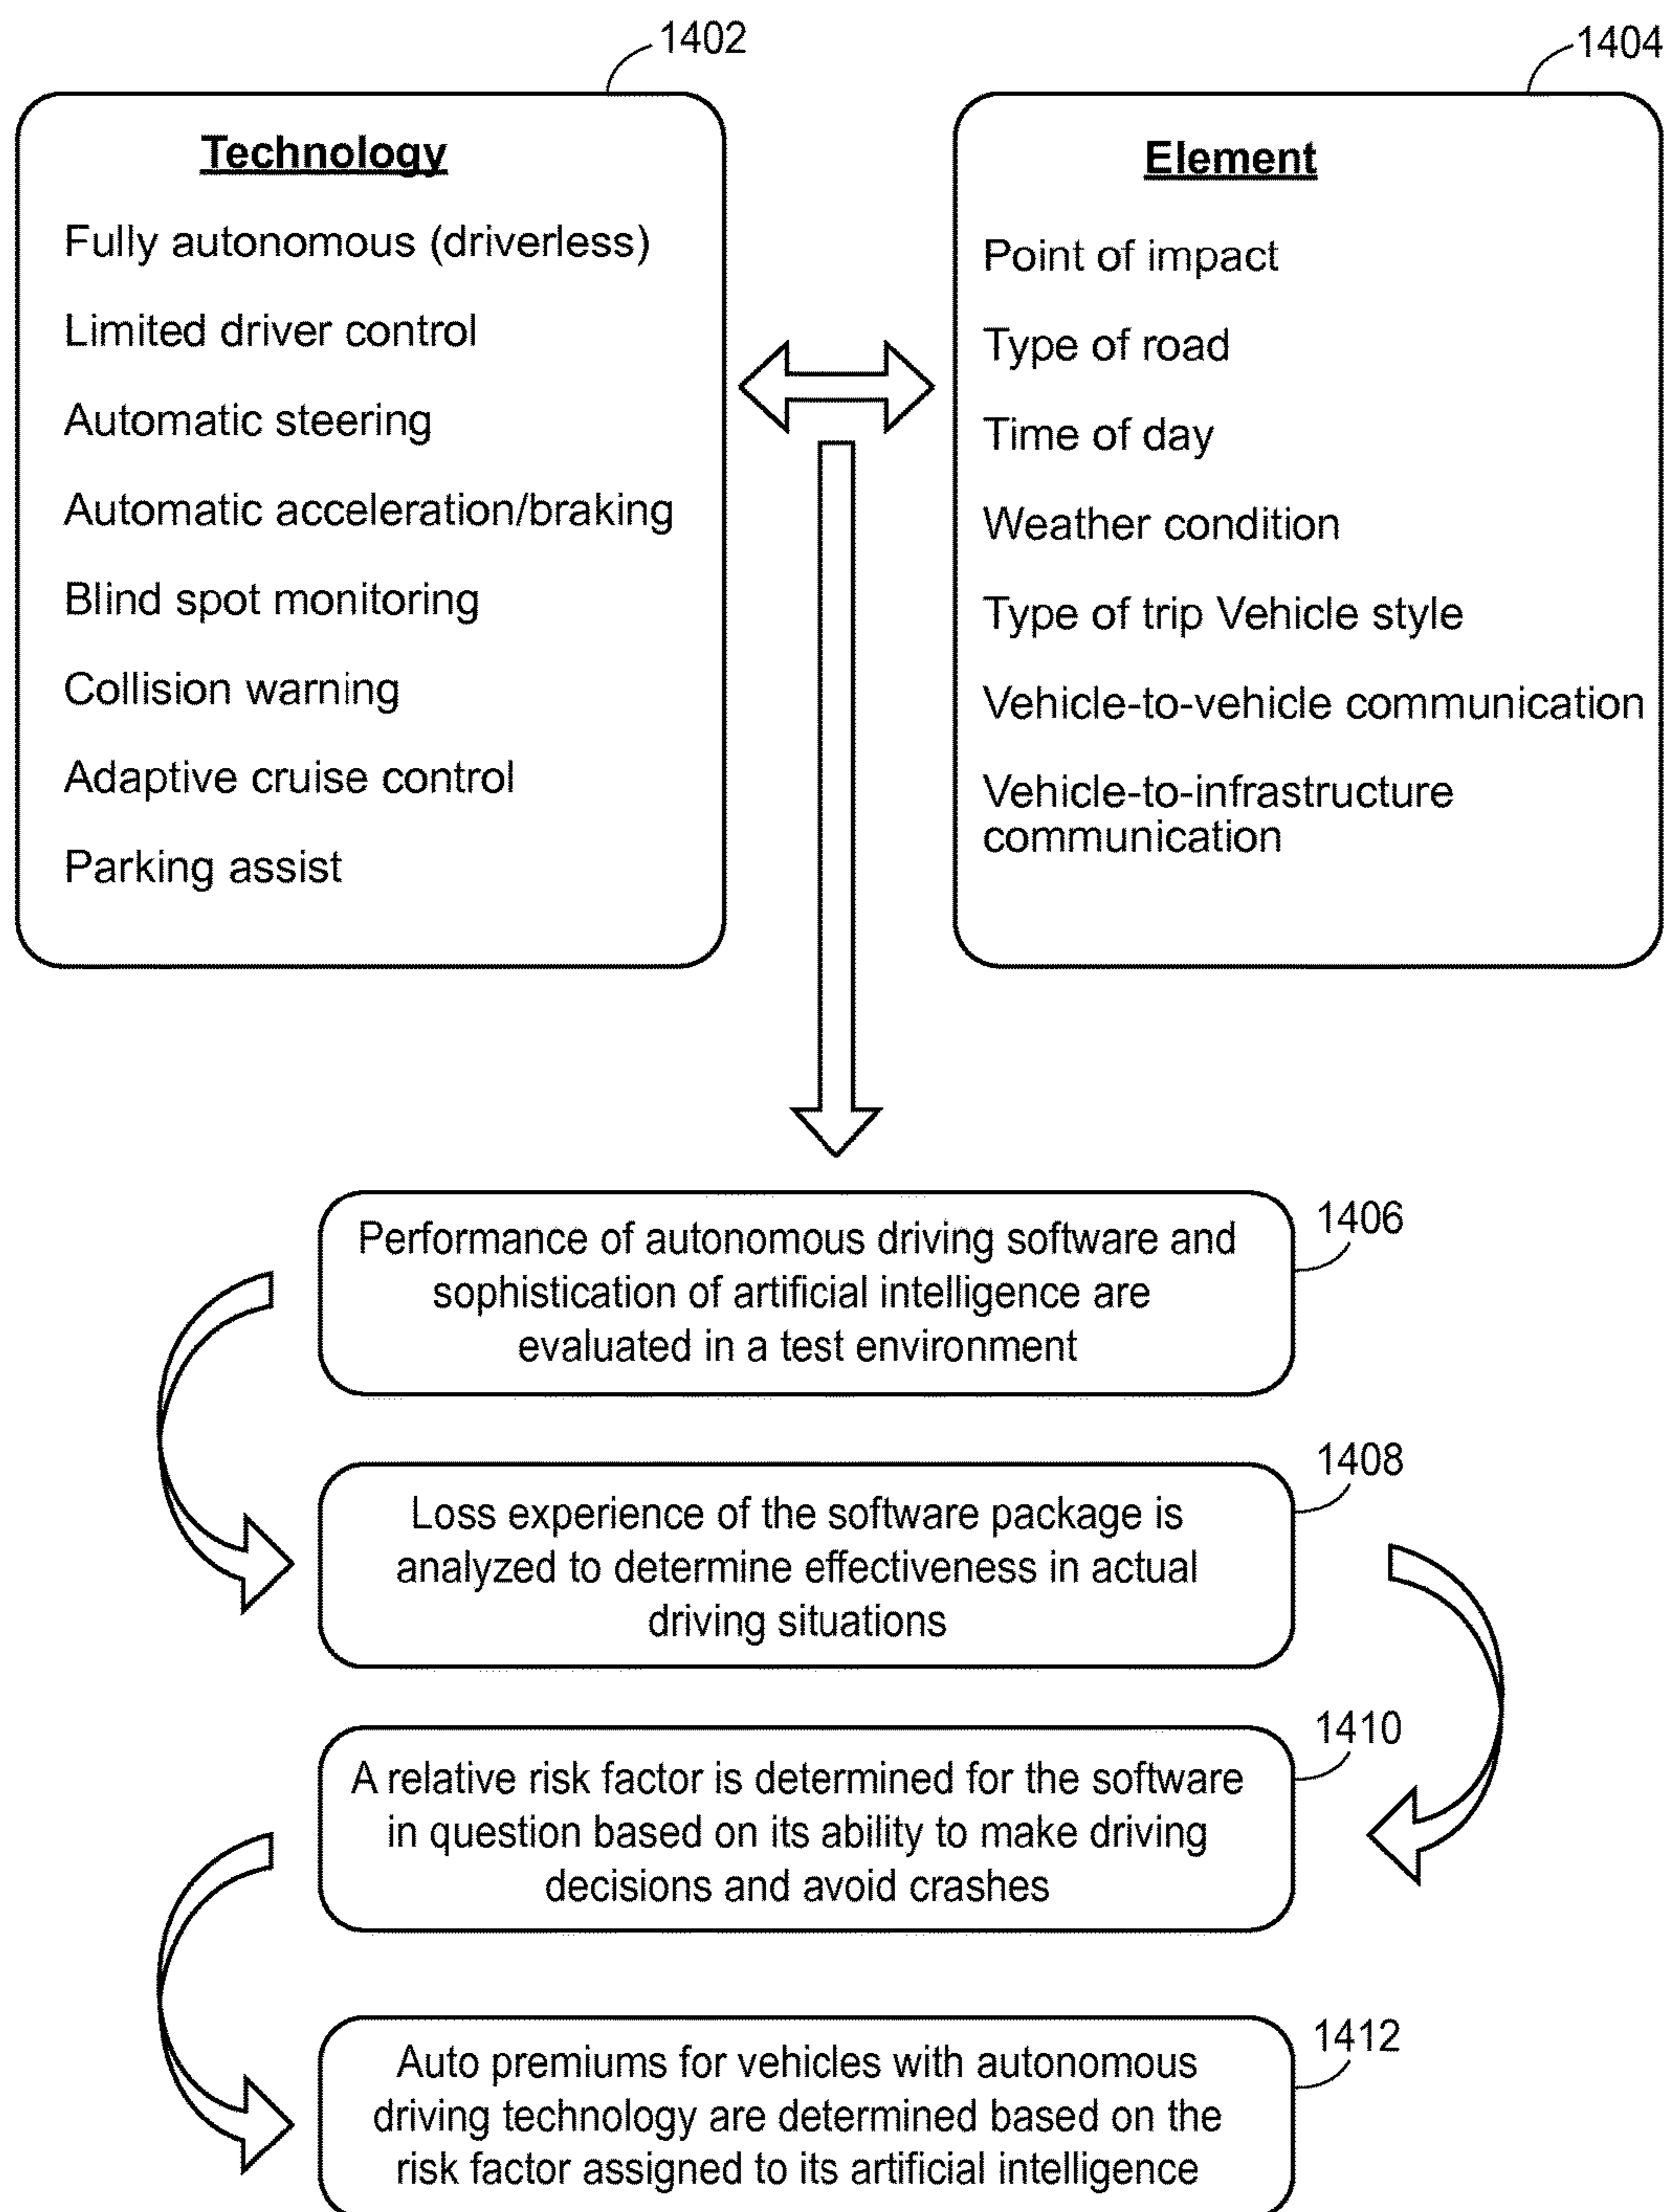 1402
1404
Technology
Fully autonomous (driverless)
Limited driver control
Automatic steering
Automatic acceleration/braking
Blind spot monitoring
Collision warning
Adaptive cruise control
Parking assist
Element
Point of impact
Type of road
Time of day
Weather condition
Type of trip Vehicle style
Vehicle-to-vehicle communication
Vehicle-to-infrastructure
communication
1406
Performance of autonomous driving software and
sophistication of artificial intelligence are
evaluated in a test environment
1408
Loss experience of the software package is
analyzed to determine effectiveness in actual
driving situations
1410
A relative risk factor is determined for the software
in question based on its ability to make driving
decisions and avoid crashes
1412
Auto premiums for vehicles with autonomous
driving technology are determined based on the
risk factor assigned to its artificial intelligence